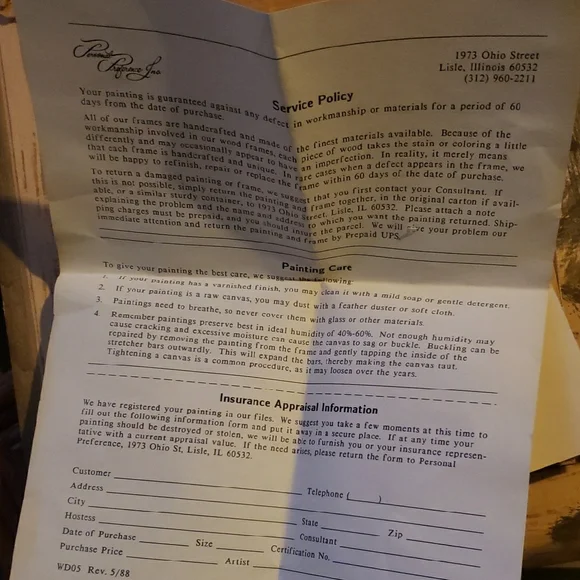 Personal Preference Inc.
1973 Ohio Street
Lisle, Illinois 60532
(312) 960-2211
Service Policy
Your painting is guaranteed against any defect in workmanship or materials for a period of 60
days from the date of purchase.
All of our frames are handcrafted and made of the finest materials available. Because of the
workmanship involved in our wood frames, each piece of wood takes the stain or coloring a little
differently and may occasionally appear to have an imperfection. In reality, it merely means
that each frame is handcrafted and unique. In rare cases when a defect appears in the frame, we
will be happy to refinish, repair or replace the frame within 60 days of the date of purchase.
To return a damaged painting or frame, we suggest that you first contact your Consultant. If
this is not possible, simply return the painting and frame together, in the original carton if avail-
able, or a similar sturdy container, to 1973 Ohio Street, Lisle, IL 60532. Please attach a note
explaining the problem and the name and address to which you want the painting returned. Ship-
ping charges must be prepaid, and you should insure the parcel. We will give your problem our
immediate attention and return the painting and frame by Prepaid UPS.
Painting Care
To give your painting the best care, we suggest the following:
1. If your painting has a varnished finish, you may clean it with a mild soap or gentle detergent.
2. If your painting is a raw canvas, you may dust with a feather duster or soft cloth.
3. Paintings need to breathe, so never cover them with glass or other materials.
4. Remember paintings preserve best in ideal humidity of 40%-60%. Not enough humidity may
cause cracking and excessive moisture can cause the canvas to sag or buckle. Buckling can be
repaired by removing the painting from the frame and gently tapping the inside of the
stretcher bars outwardly. This will expand the bars, thereby making the canvas taut.
Tightening a canvas is a common procedure, as it may loosen over the years.
Insurance Appraisal Information
We have registered your painting in our files. We suggest you take a few moments at this time to
fill out the following information form and put it away in a secure place. If at any time your
painting should be destroyed or stolen, we will be able to furnish you or your insurance represen-
tative with a current appraisal value. If the need arises, please return the form to Personal
Preference, 1973 Ohio St, Lisle, IL 60532.
Customer
Address Telephone ( )
City
State Zip
Hostess Consultant
Date of Purchase Size Certification No.
Purchase Price Artist
WD05 Rev. 5/88